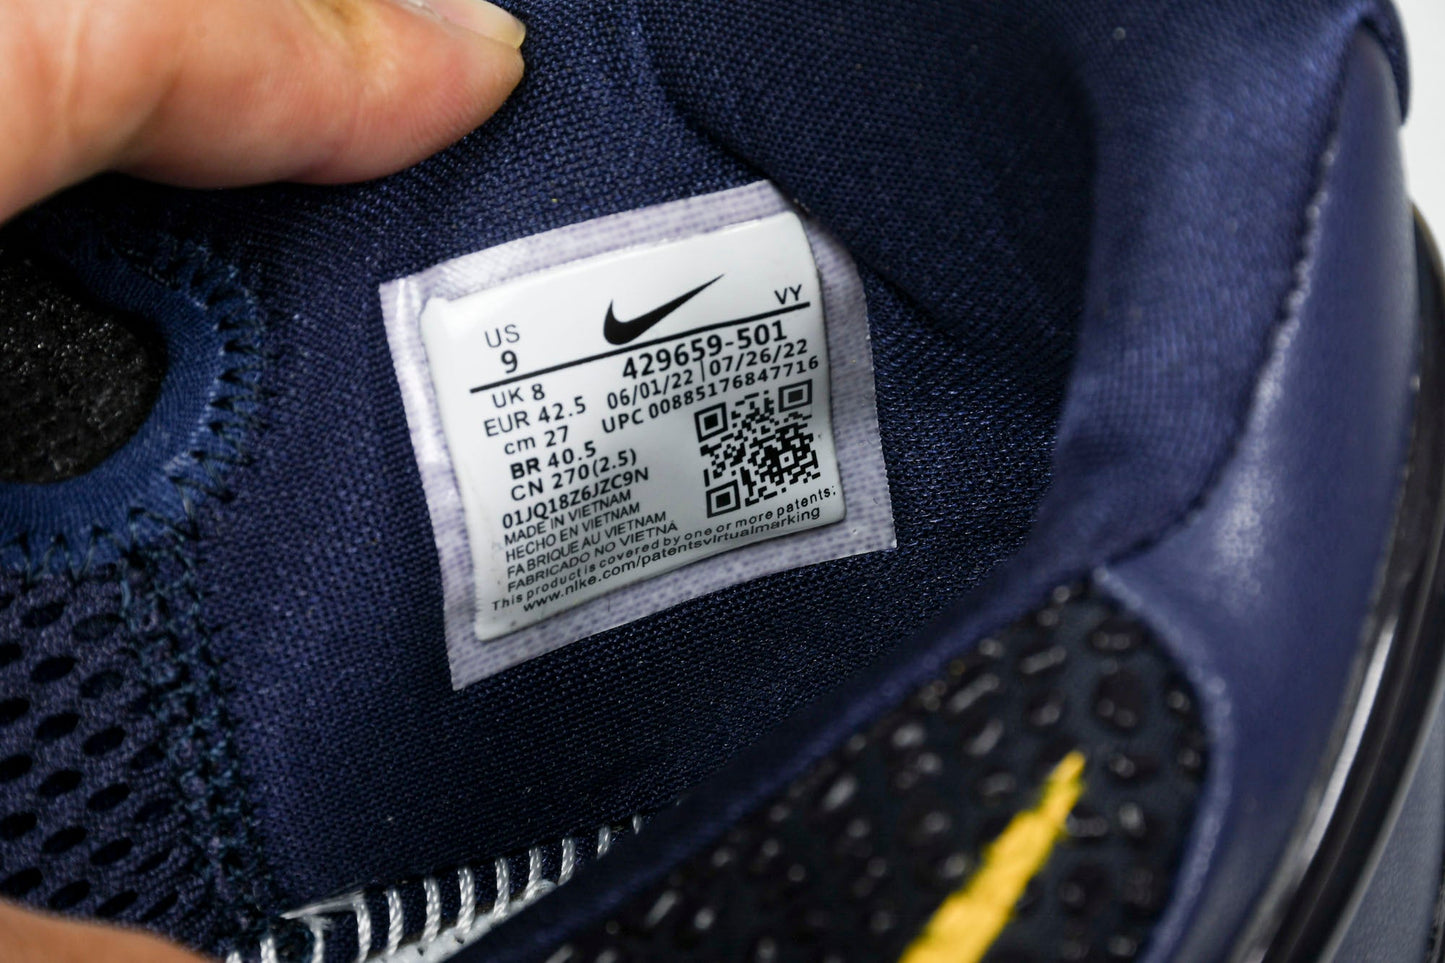 US
9
VY
429659-501
UK 8
06/01/22 | 07/26/22
EUR 42.5
UPC 00885176847716
cm 27
BR 40.5
CN 270(2.5)
01JQ18Z6JZC9N
MADE IN VIETNAM
HECHO EN VIETNAM
FABRIQUE AU VIETNAM
FABRICADO NO VIETNÃ
This product is covered by one or more patents:
www.nike.com/patentsvirtualmarking